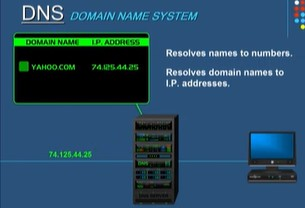 DNS DOMAIN NAME SYSTEM
DOMAIN NAME I.P. ADDRESS
YAHOO.COM 74.125.44.25
Resolves names to numbers.
Resolves domain names to
I.P. addresses.
74.125.44.25